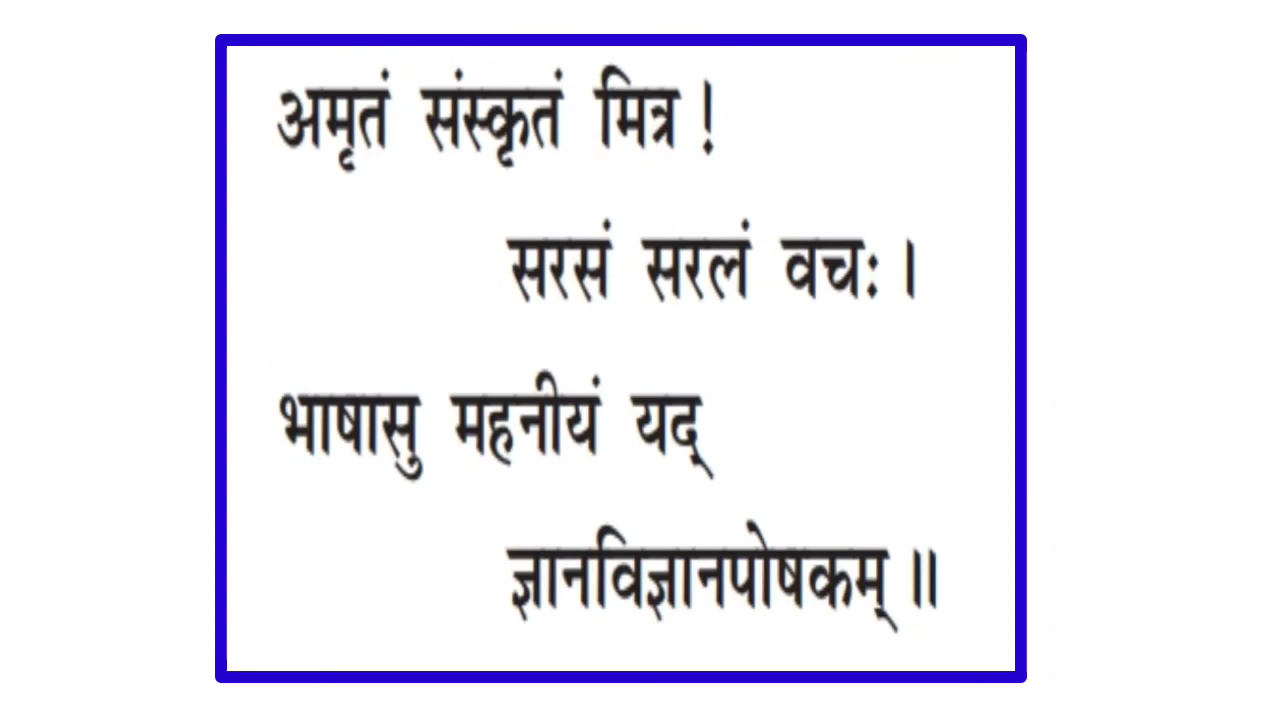 अमृतं संस्कृतं मित्र !
सरसं सरलं वचः ।
भाषासु महनीयं यद्
ज्ञानविज्ञानपोषकम् ॥